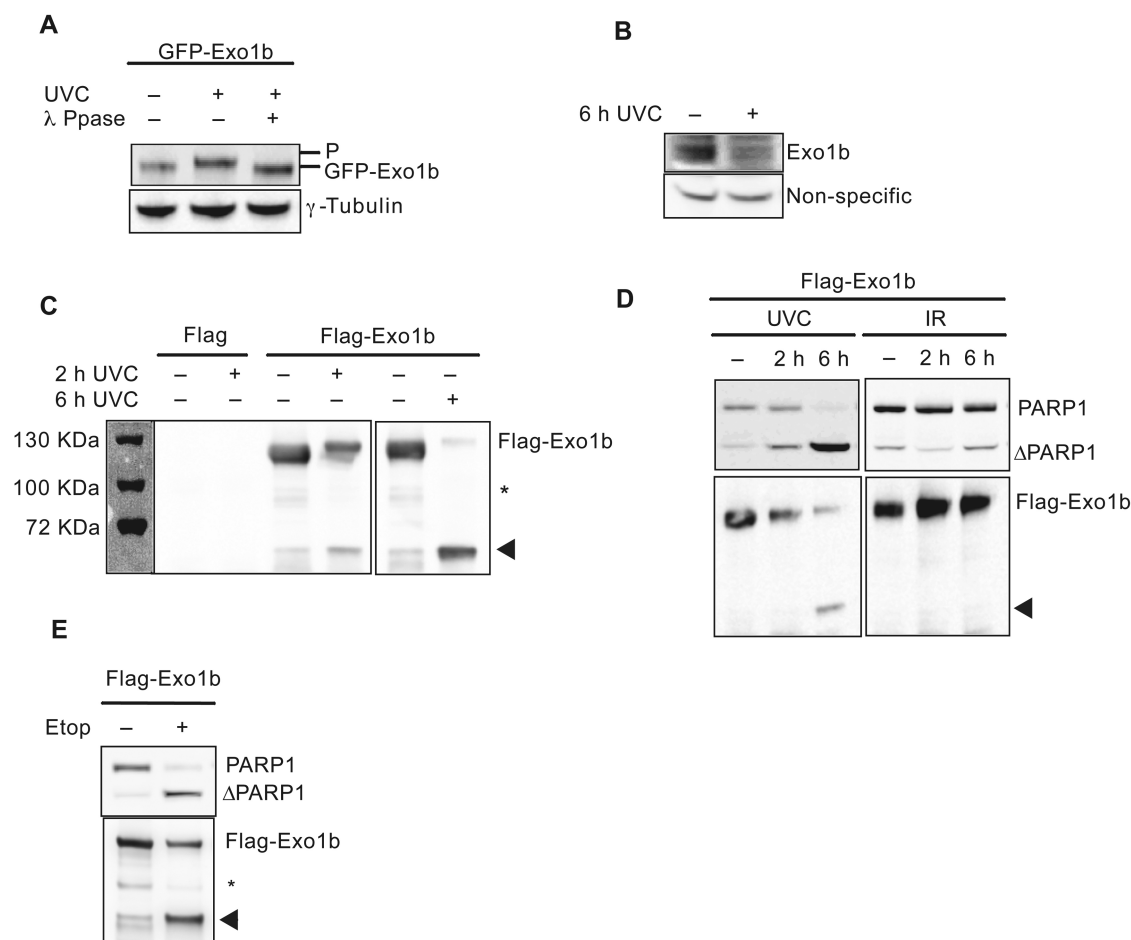 A
GFP-Exo1b
UVC – + +
λ Ppase – – +
P
GFP-Exo1b
γ-Tubulin
B
6 h UVC – +
Exo1b
Non-specific
C
Flag Flag-Exo1b
2 h UVC – + – + – –
6 h UVC – – – – – +
130 KDa
Flag-Exo1b
100 KDa
*
72 KDa
D
Flag-Exo1b
UVC IR
– 2 h 6 h – 2 h 6 h
PARP1
ΔPARP1
Flag-Exo1b
E
Flag-Exo1b
Etop – +
PARP1
ΔPARP1
Flag-Exo1b
*